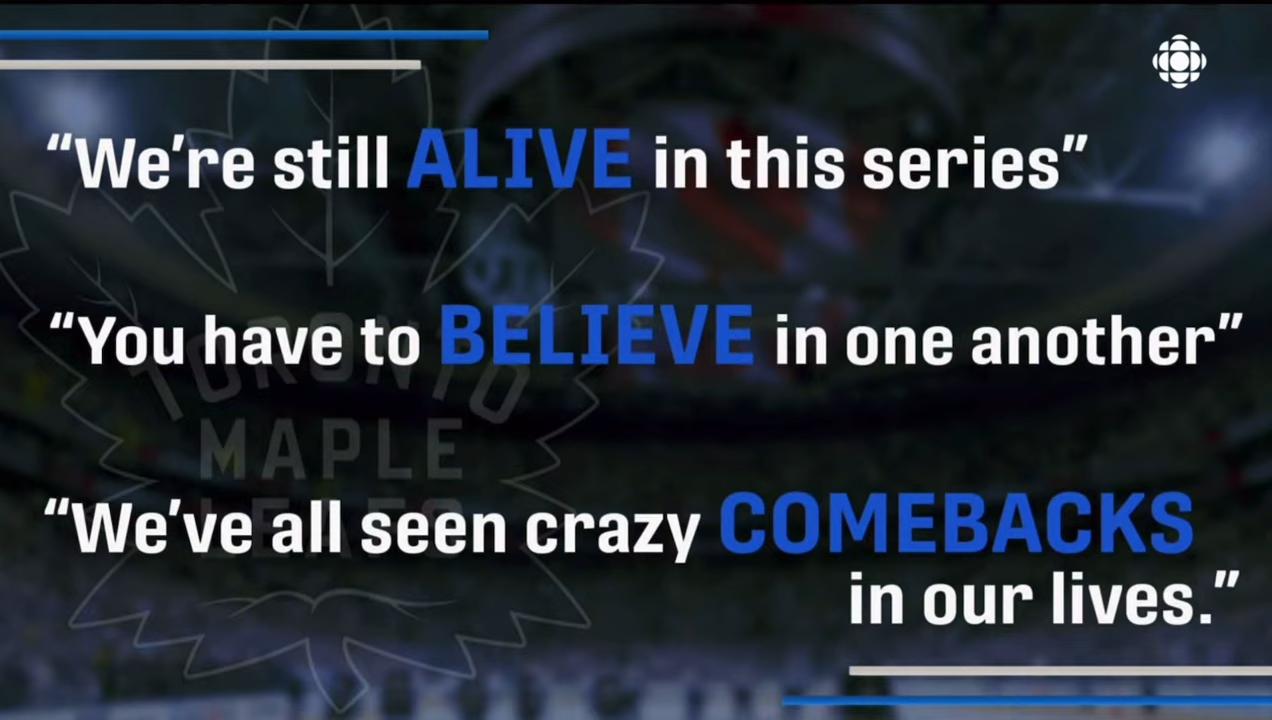 “We’re still ALIVE in this series”
“You have to BELIEVE in one another”
TORONTO
MAPLE
LEAFS
“We’ve all seen crazy COMEBACKS
in our lives.”